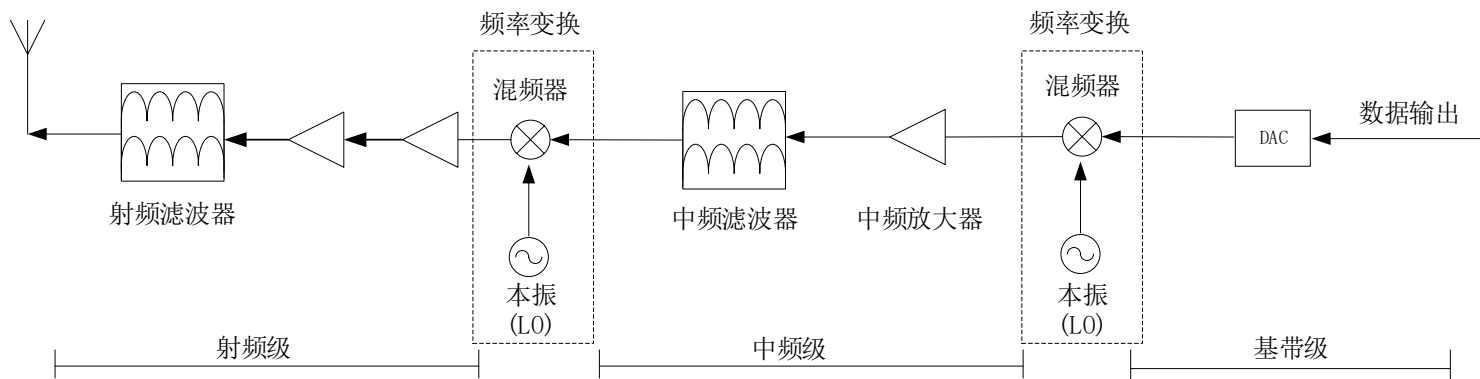 频率变换
频率变换
混频器
混频器
数据输出
DAC
射频滤波器
中频滤波器
中频放大器
本振
(LO)
本振
(LO)
射频级
中频级
基带级